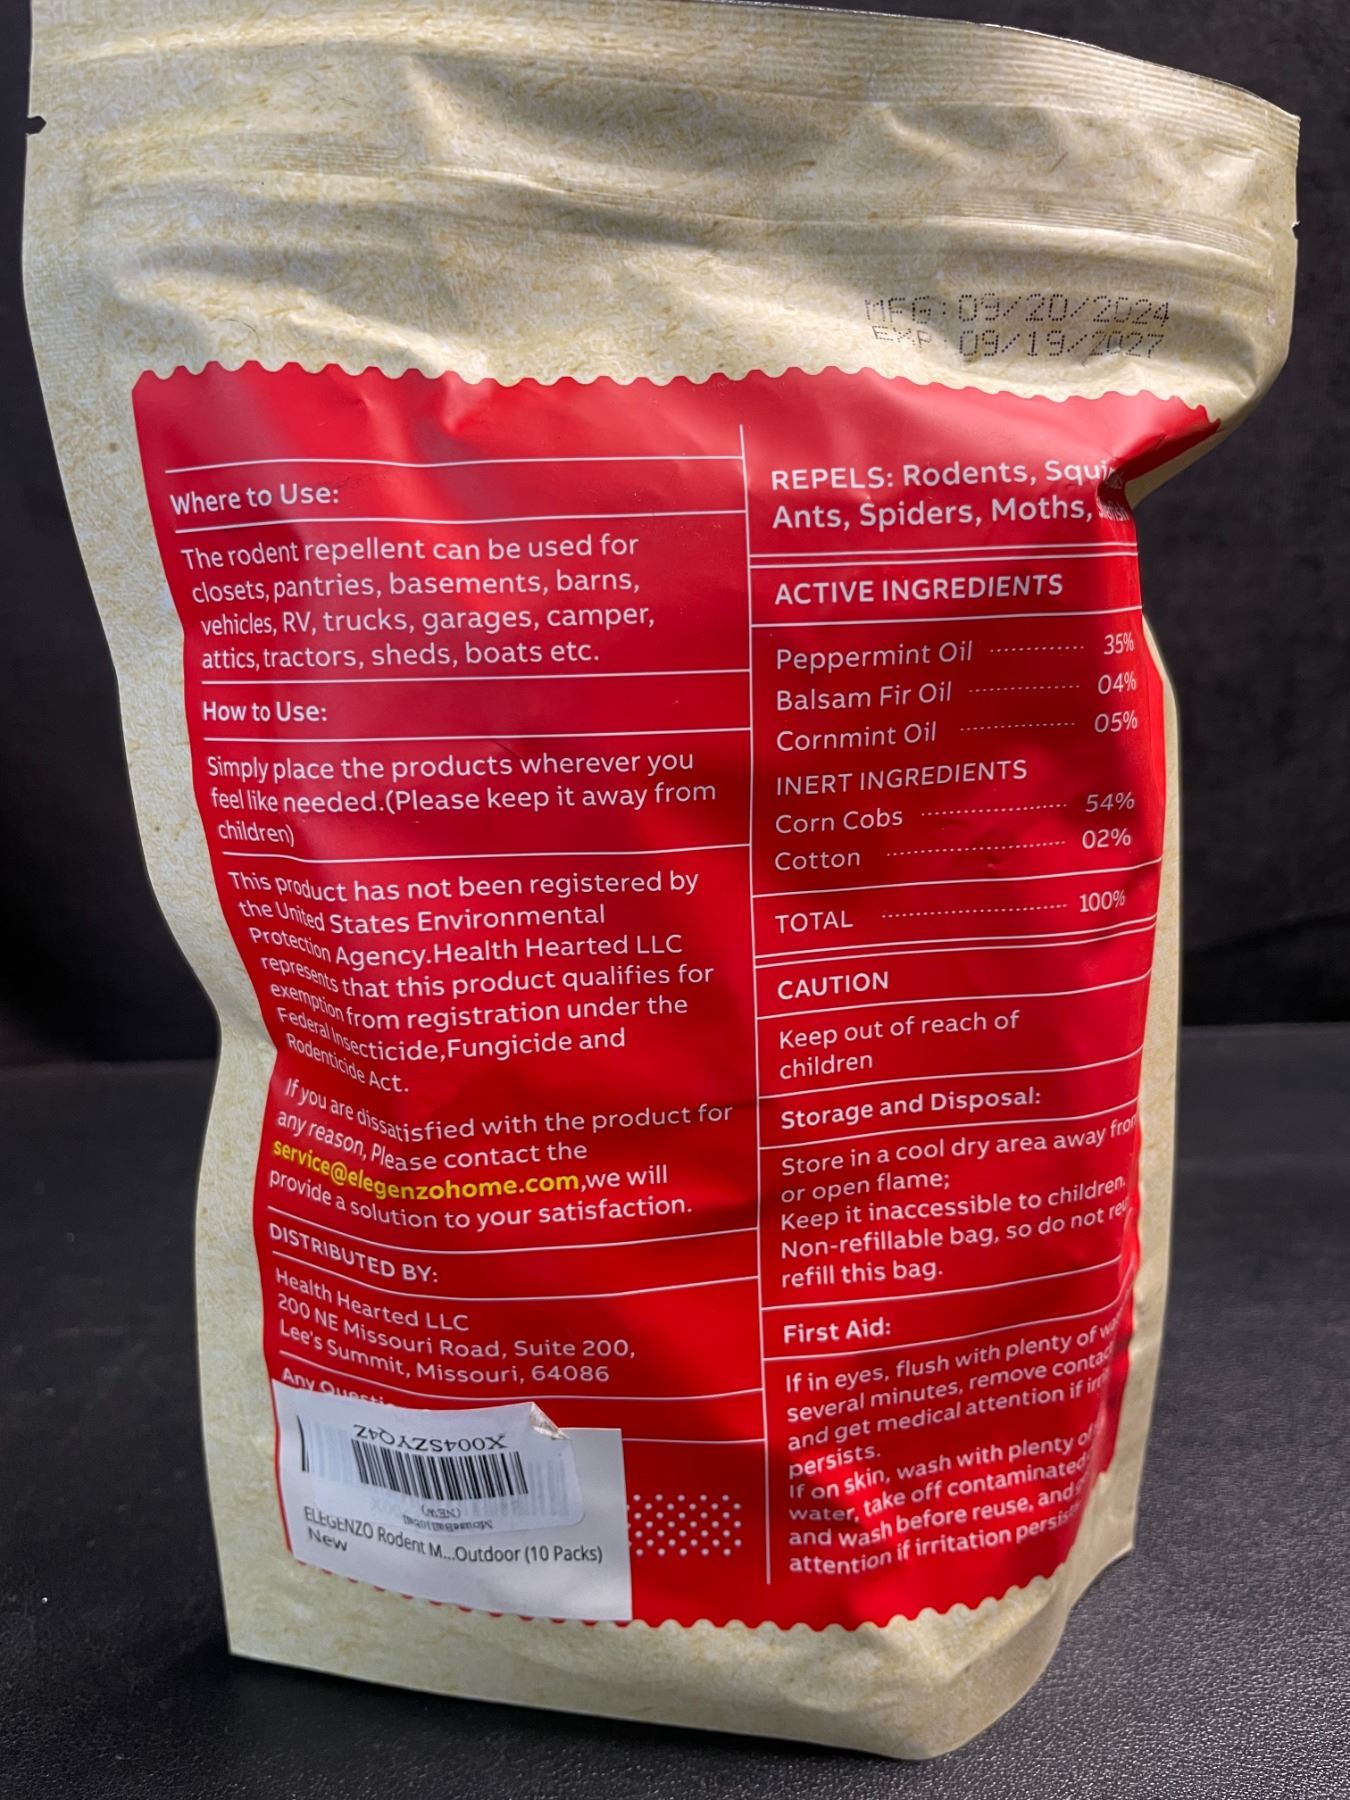 MFG: 09/20/2024
EXP: 09/19/2027
Where to Use:
The rodent repellent can be used for
closets, pantries, basements, barns,
vehicles, RV, trucks, garages, camper,
attics, tractors, sheds, boats etc.
How to Use:
Simply place the products wherever you
feel like needed.(Please keep it away from
children)
This product has not been registered by
the United States Environmental
Protection Agency.Health Hearted LLC
represents that this product qualifies for
exemption from registration under the
Federal Insecticide,Fungicide and
Rodenticide Act.
If you are dissatisfied with the product for
any reason, Please contact the
service@elegenzohome.com,we will
provide a solution to your satisfaction.
DISTRIBUTED BY:
Health Hearted LLC
200 NE Missouri Road, Suite 200,
Lee's Summit, Missouri, 64086
Any
X004SZYQ4Z
(NEW)
ELEGENZO Rodent M...Outdoor (10 Packs)
New
REPELS: Rodents,
Ants, Spiders, Moths,
ACTIVE INGREDIENTS
Peppermint Oil 35%
Balsam Fir Oil 04%
Cornmint Oil 05%
INERT INGREDIENTS
Corn Cobs 54%
Cotton 02%
TOTAL 100%
CAUTION
Keep out of reach of
children
Storage and Disposal:
Store in a cool dry area away from
or open flame;
Keep it inaccessible to children.
Non-refillable bag, so do not
refill this bag.
First Aid:
If in eyes, flush with plenty of
several minutes, remove
and get medical attention if
persists.
If on skin, wash with plenty of
water, take off contaminated
and wash before reuse, and
attention if irritation